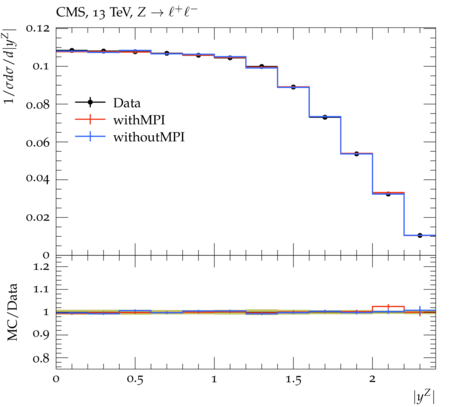 CMS, 13 TeV, Z → ℓ⁺ℓ⁻
1/σdσ/d|y^Z|
0.12
0.1
0.08
0.06
0.04
0.02
0
Data
withMPI
withoutMPI
MC/Data
1.2
1.1
1
0.9
0.8
0 0.5 1 1.5 2
|y^Z|